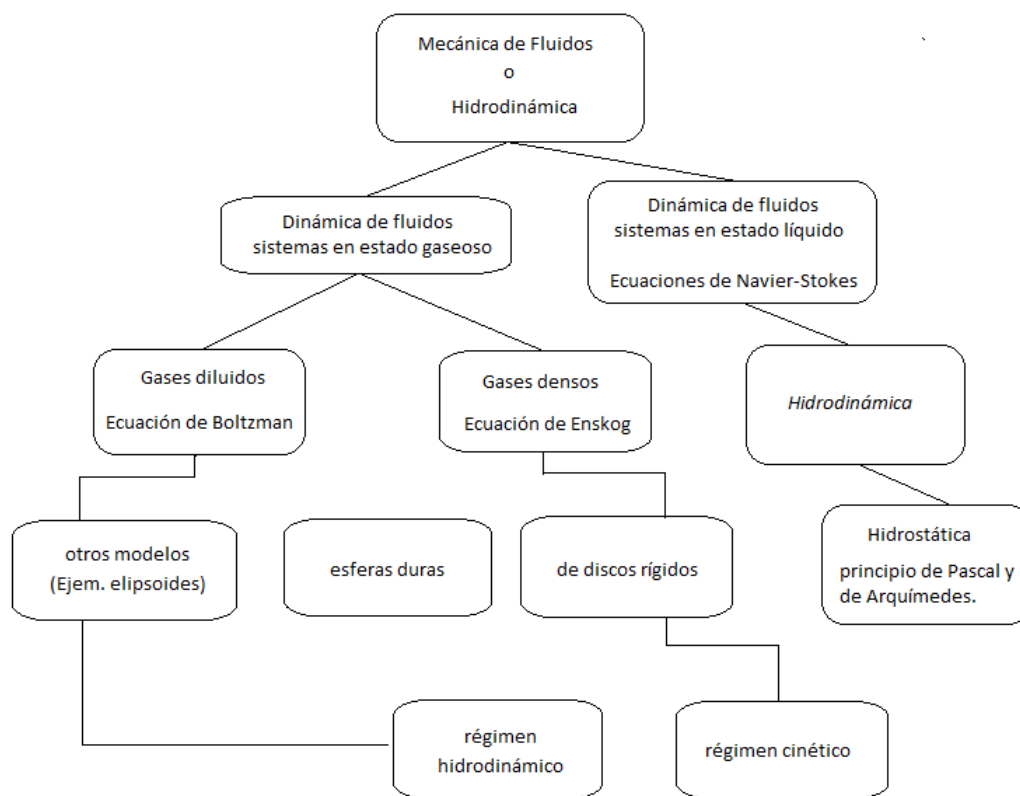 Mecánica de Fluidos
o
Hidrodinámica
Dinámica de fluidos
sistemas en estado gaseoso
Dinámica de fluidos
sistemas en estado líquido
Ecuaciones de Navier-Stokes
Gases diluidos
Ecuación de Boltzman
Gases densos
Ecuación de Enskog
Hidrodinámica
otros modelos
(Ejem. elipsoides)
esferas duras
de discos rígidos
Hidrostática
principio de Pascal y
de Arquímedes.
régimen
hidrodinámico
régimen cinético